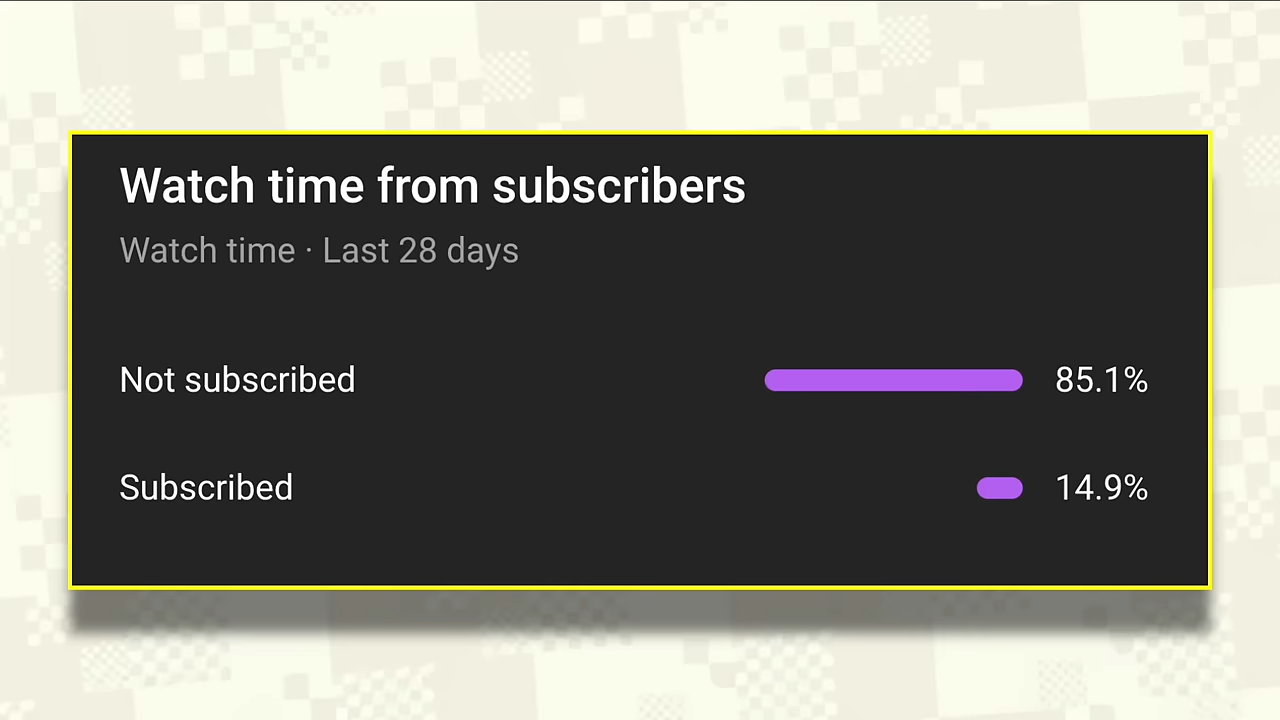 Watch time from subscribers
Watch time · Last 28 days
Not subscribed 85.1%
Subscribed 14.9%